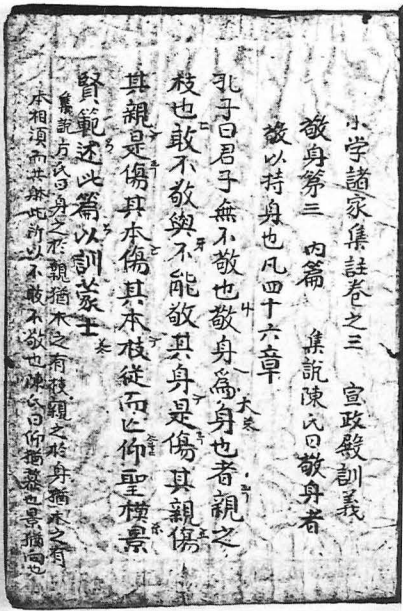 小学諸家集註卷之三 宣政殿訓義
敬身第三 内篇 集説陳氏曰敬身者
敬以持身也凡四十六章
孔子曰君子無不敬也敬身爲大身也者親之
枝也敢不敬與不能敬其身是傷其親傷
其親是傷其本傷其本枝從而亡仰聖模景
賢範述此篇以訓蒙士
集説方氏曰身之於親猶木之有枝親之於身猶木之有
本相須而共躰此所以不敢不敬也陳氏曰仰猶慕也景猶向也